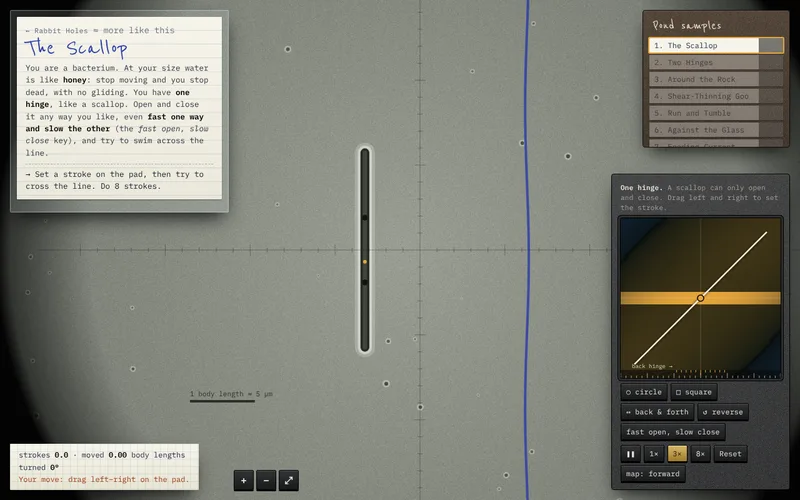 ← Rabbit Holes ∞ more like this
The Scallop
You are a bacterium. At your size water
is like honey: stop moving and you stop
dead, with no gliding. You have one
hinge, like a scallop. Open and close
it any way you like, even fast one way
and slow the other (the fast open, slow
close key), and try to swim across the
line.
→ Set a stroke on the pad, then try to
cross the line. Do 8 strokes.
Pond samples
1. The Scallop
2. Two Hinges
3. Around the Rock
4. Shear-Thinning Goo
5. Run and Tumble
6. Against the Glass
One hinge. A scallop can only open
and close. Drag left and right to set
the stroke.
back hinge →
○ circle
□ square
↔ back & forth
↺ reverse
fast open, slow close
1×
3×
8×
Reset
map: forward
1 body length = 5 μm
strokes 0.0 · moved 0.00 body lengths
turned 0°
Your move: drag left-right on the pad.
+
−